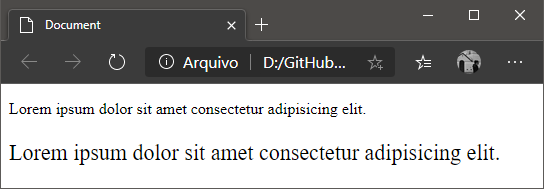 Document
Arquivo D:/GitHub...
Lorem ipsum dolor sit amet consectetur adipisicing elit.
Lorem ipsum dolor sit amet consectetur adipisicing elit.